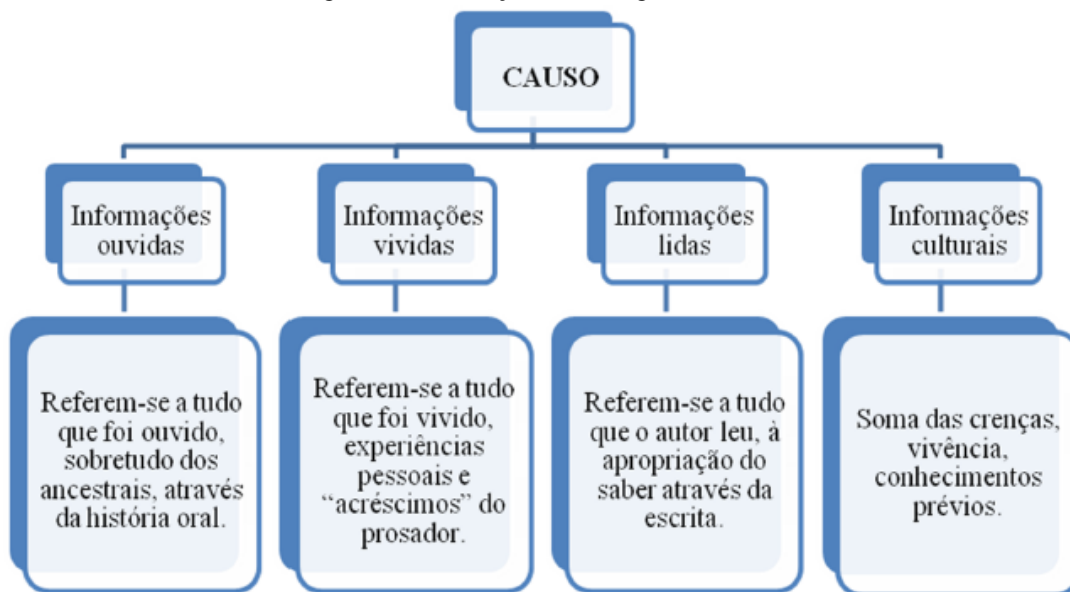 CAUSO
Informações
ouvidas
Informações
vividas
Informações
lidas
Informações
culturais
Referem-se a tudo
que foi ouvido,
sobretudo dos
ancestrais, através
da história oral.
Referem-se a tudo
que foi vivido,
experiências
pessoais e
“acréscimos” do
prosador.
Referem-se a tudo
que o autor leu, à
apropriação do
saber através da
escrita.
Soma das crenças,
vivência,
conhecimentos
prévios.